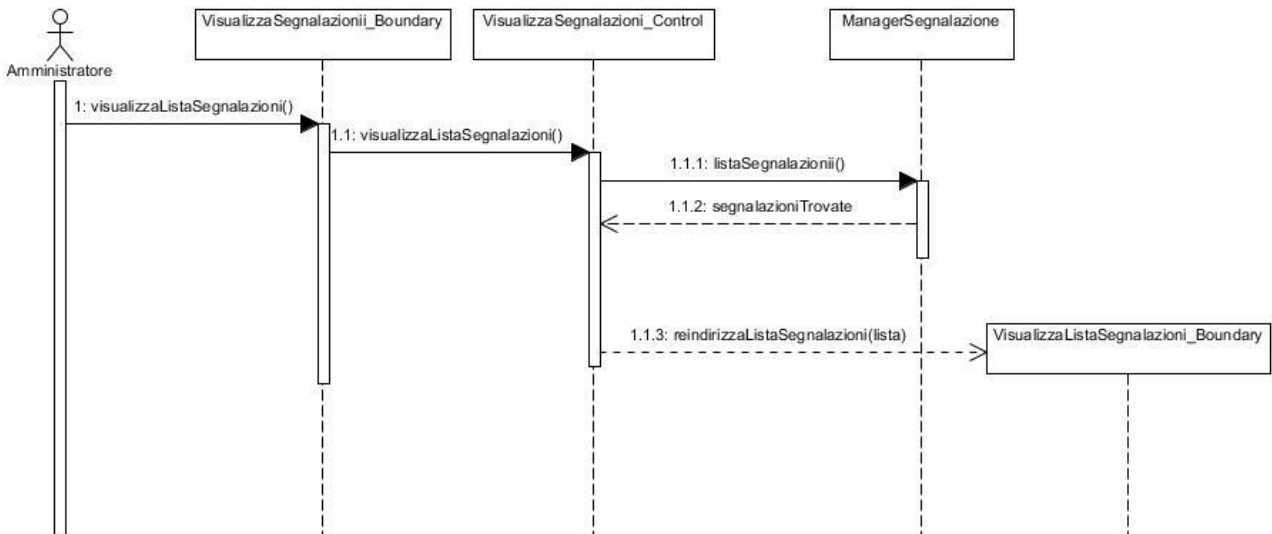 VisualizzaSegnalazionii_Boundary
VisualizzaSegnalazioni_Control
ManagerSegnalazione
Amministratore
1: visualizzaListaSegnalazioni()
1.1: visualizzaListaSegnalazioni()
1.1.1: listaSegnalazionii()
1.1.2: segnalazioniTrovate
1.1.3: reindirizzaListaSegnalazioni(lista)
VisualizzaListaSegnalazioni_Boundary